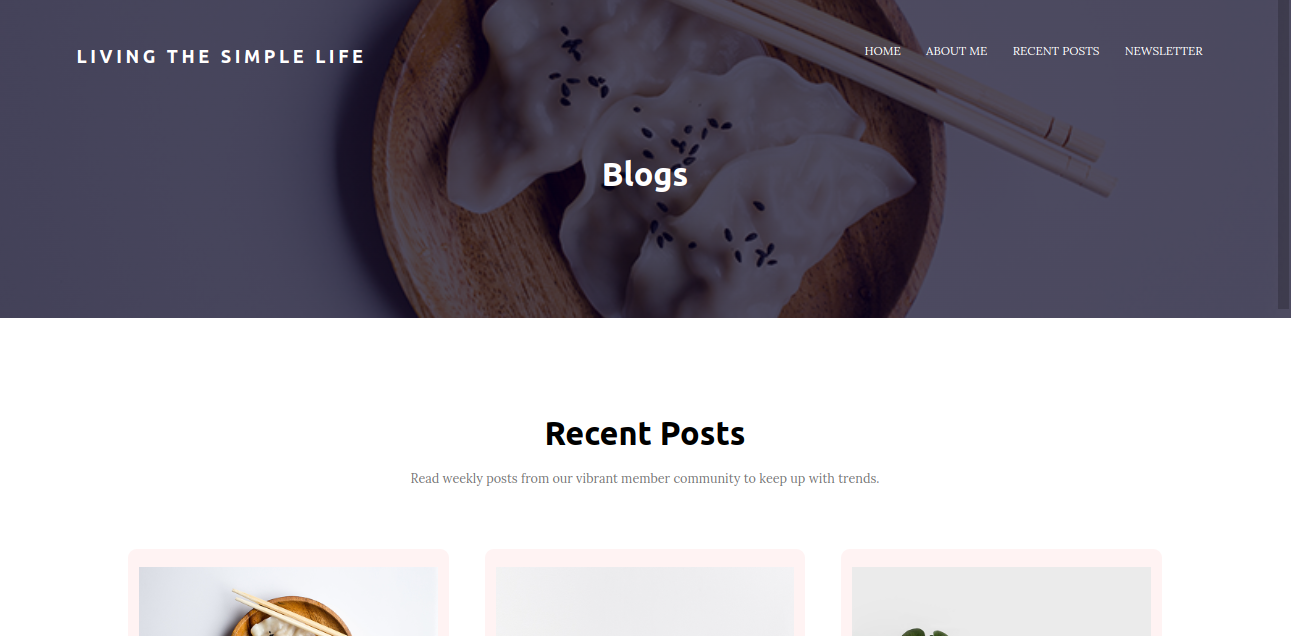 LIVING THE SIMPLE LIFE
HOME ABOUT ME RECENT POSTS NEWSLETTER
Blogs
Recent Posts
Read weekly posts from our vibrant member community to keep up with trends.